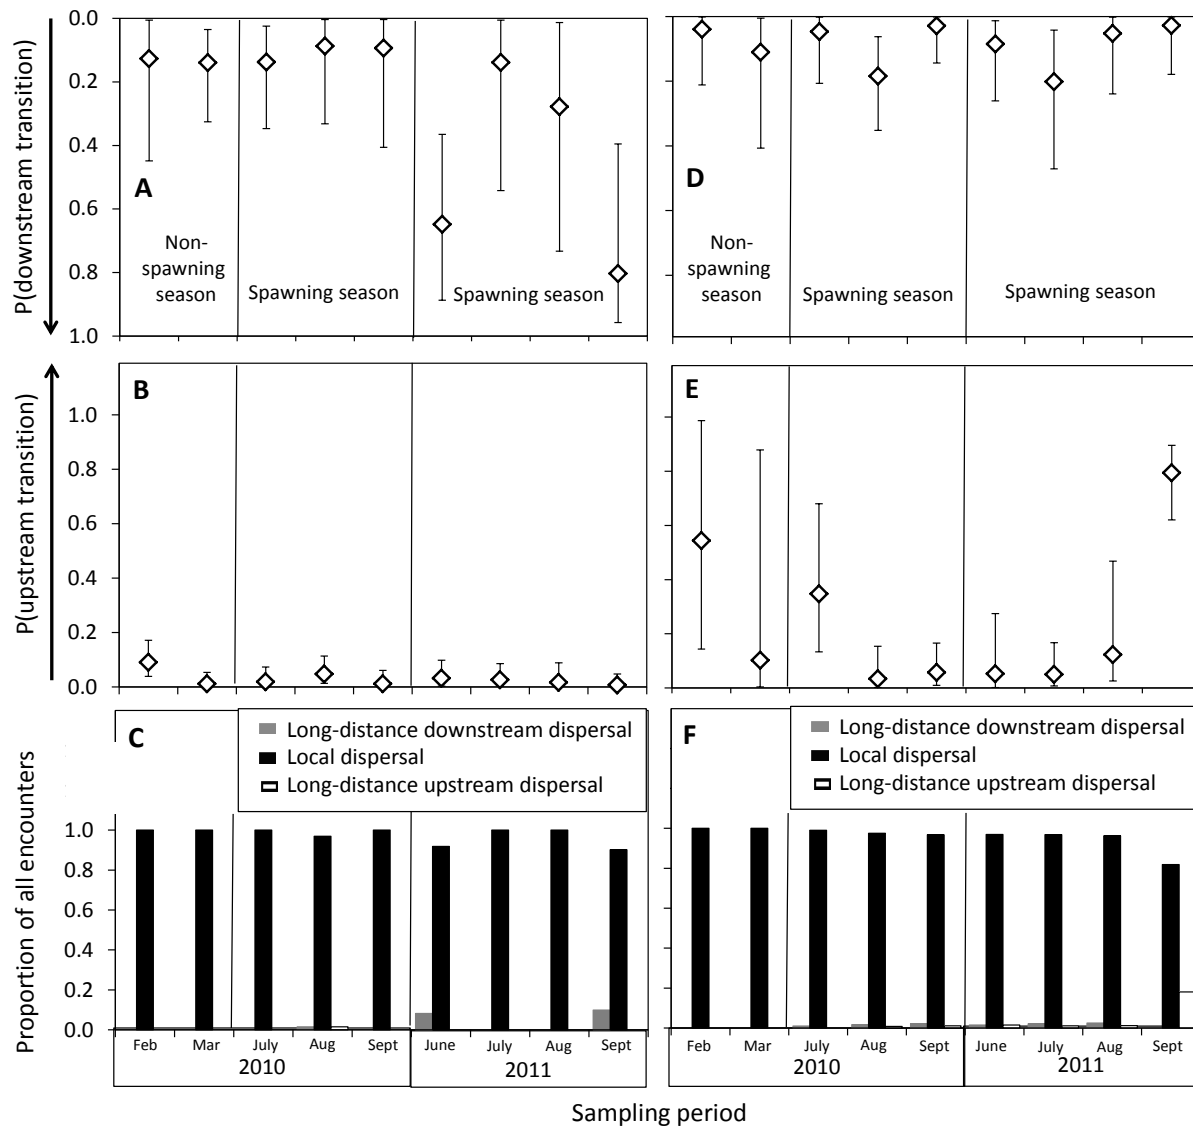 P(downstream transition)
0.0
0.2
0.4
0.6
0.8
1.0
A
Non-
spawning
season
Spawning season
Spawning season
D
Non-
spawning
season
Spawning season
Spawning season
P(upstream transition)
1.0
0.8
0.6
0.4
0.2
0.0
B
E
Proportion of all encounters
1.0
0.8
0.6
0.4
0.2
0.0
C
Long-distance downstream dispersal
Local dispersal
Long-distance upstream dispersal
F
Long-distance downstream dispersal
Local dispersal
Long-distance upstream dispersal
Feb Mar July Aug Sept June July Aug Sept
2010 2011
Feb Mar July Aug Sept June July Aug Sept
2010 2011
Sampling period